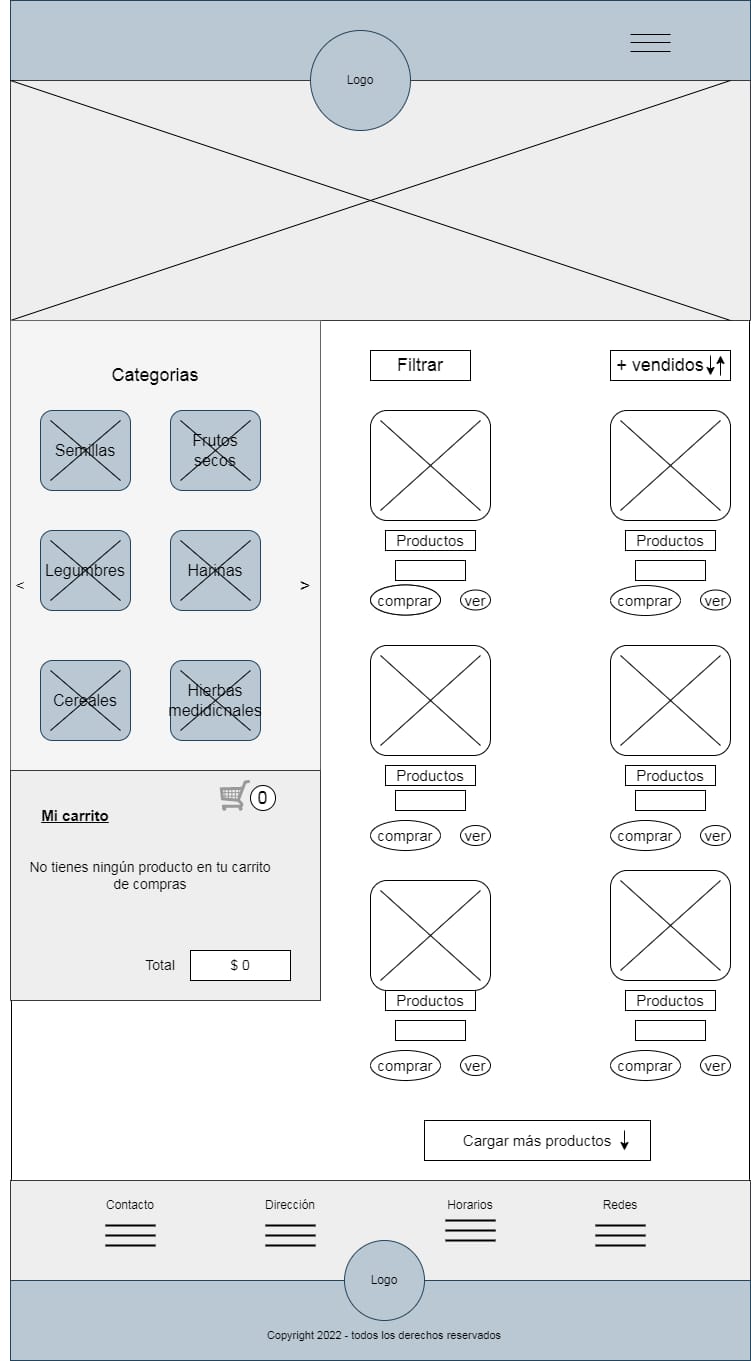 Logo
Categorias
Semillas
Frutos
secos
Legumbres
Harinas
<
>
Cereales
Hierbas
medidicnales
Mi carrito
0
No tienes ningún producto en tu carrito
de compras
Total
$ 0
Filtrar
+ vendidos
Productos
Productos
comprar
ver
comprar
ver
Productos
Productos
comprar
ver
comprar
ver
Productos
Productos
comprar
ver
comprar
ver
Cargar más productos
Contacto
Dirección
Horarios
Redes
Logo
Copyright 2022 - todos los derechos reservados